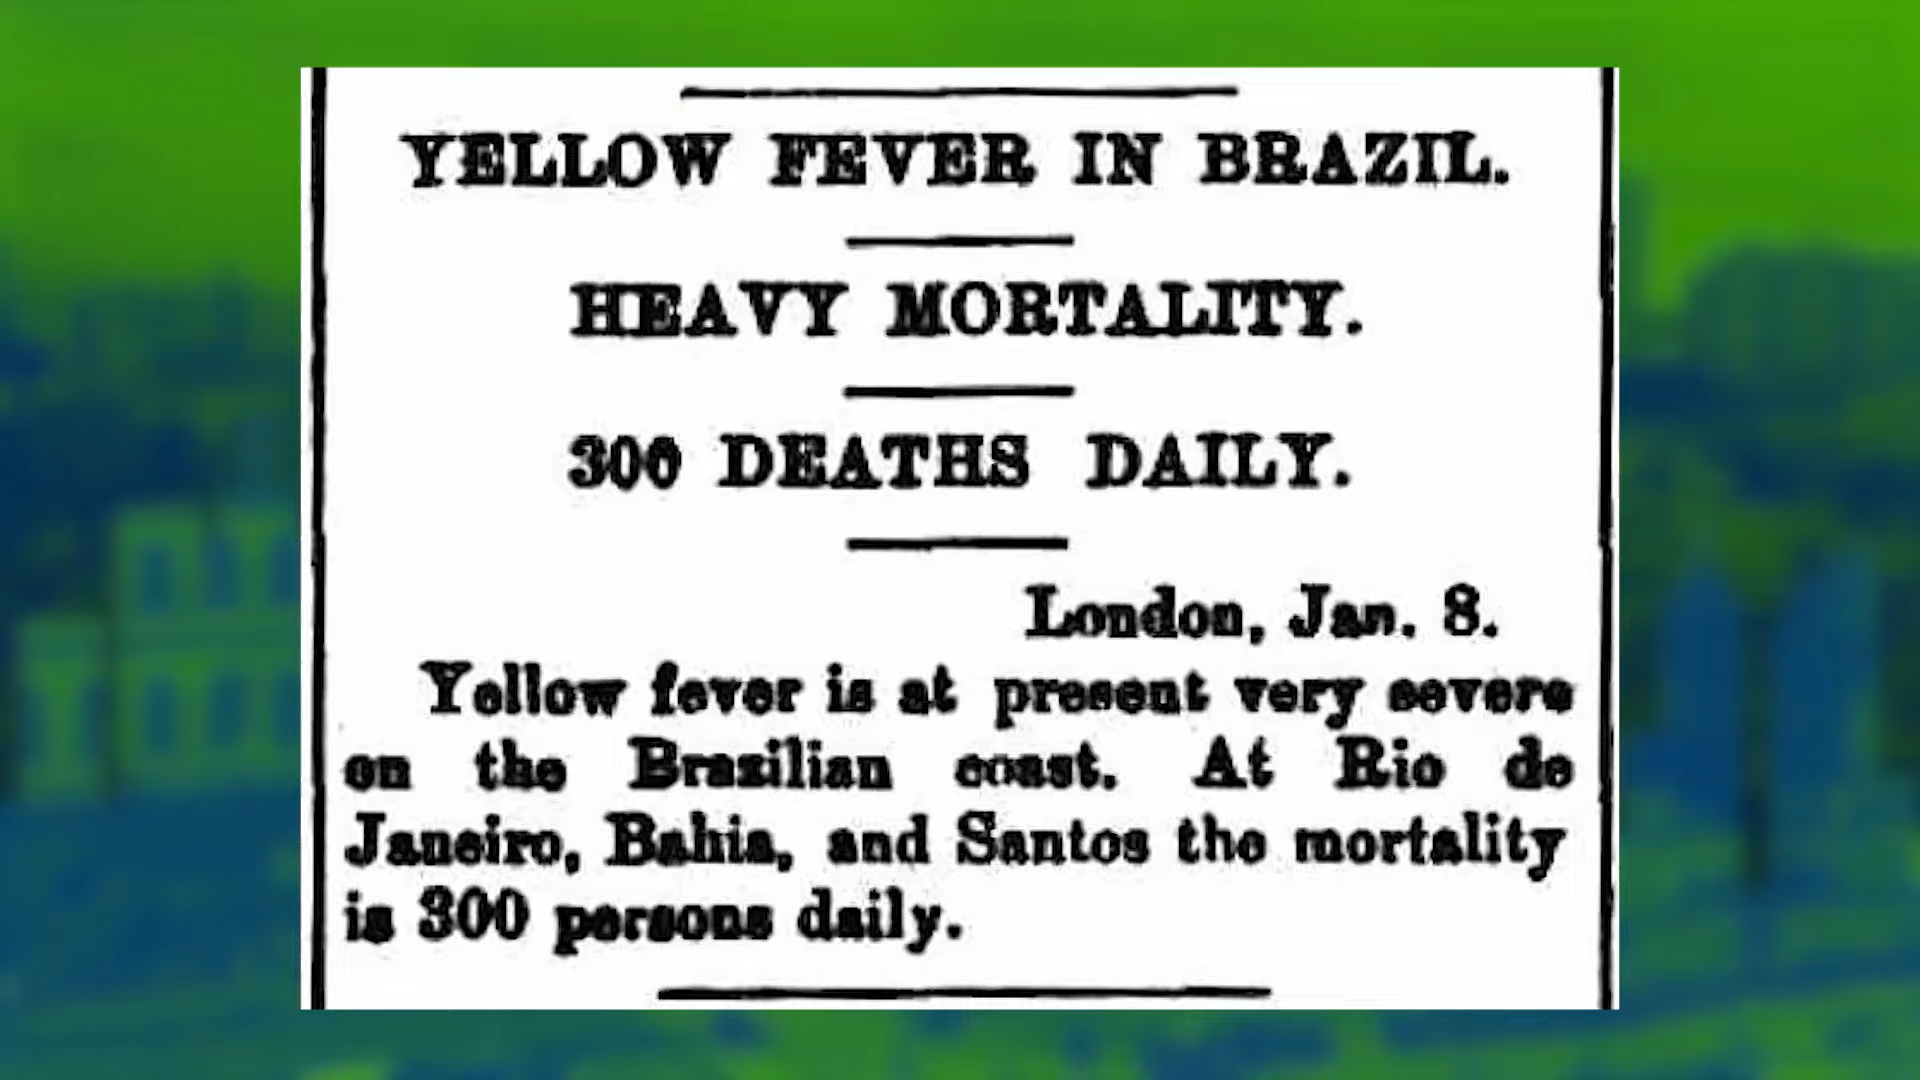 YELLOW FEVER IN BRAZIL.
HEAVY MORTALITY.
300 DEATHS DAILY.
London, Jan. 8.
Yellow fever is at present very severe
on the Brazilian coast. At Rio de
Janeiro, Bahia, and Santos the mortality
is 300 persons daily.